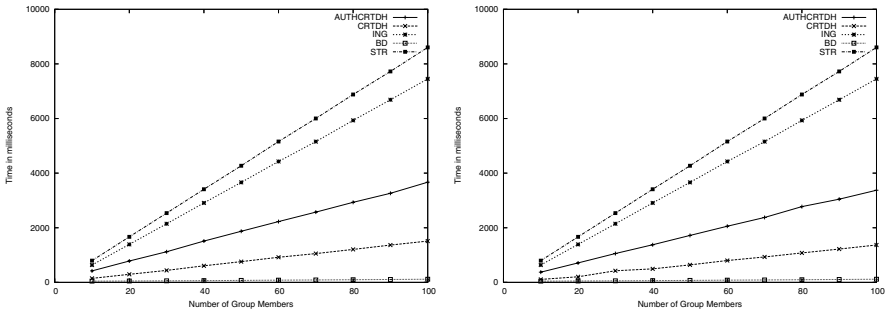 10000
8000
6000
4000
2000
0
Time in milliseconds
0 20 40 60 80 100
Number of Group Members
AUTHCRTDH
CRTDH
ING
BD
STR
10000
8000
6000
4000
2000
0
Time in milliseconds
0 20 40 60 80 100
Number of Group Members
AUTHCRTDH
CRTDH
ING
BD
STR